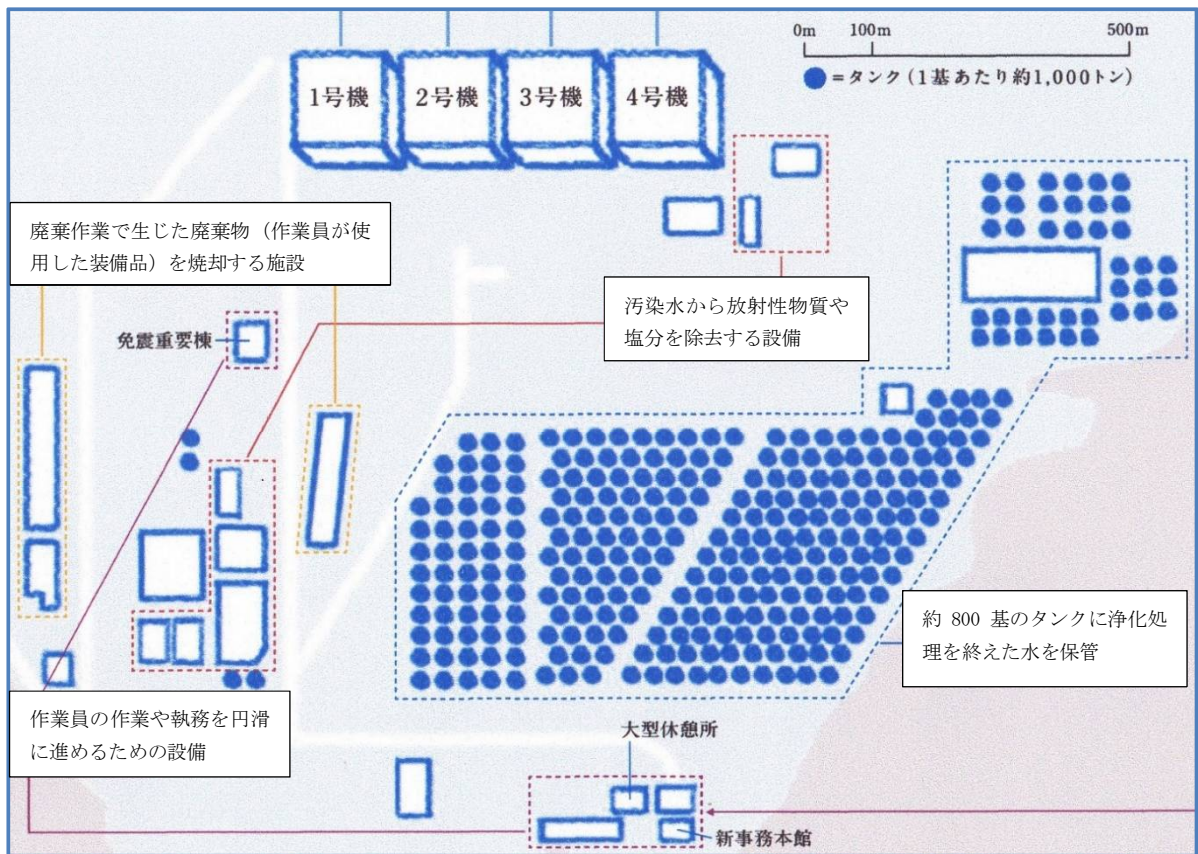 0m 100m 500m
●=タンク(1基あたり約1,000トン)
1号機 2号機 3号機 4号機
廃棄作業で生じた廃棄物（作業員が使
用した装備品）を焼却する施設
汚染水から放射性物質や
塩分を除去する設備
免震重要棟
約 800 基のタンクに浄化処
理を終えた水を保管
作業員の作業や執務を円滑
に進めるための設備
大型休憩所
新事務本館